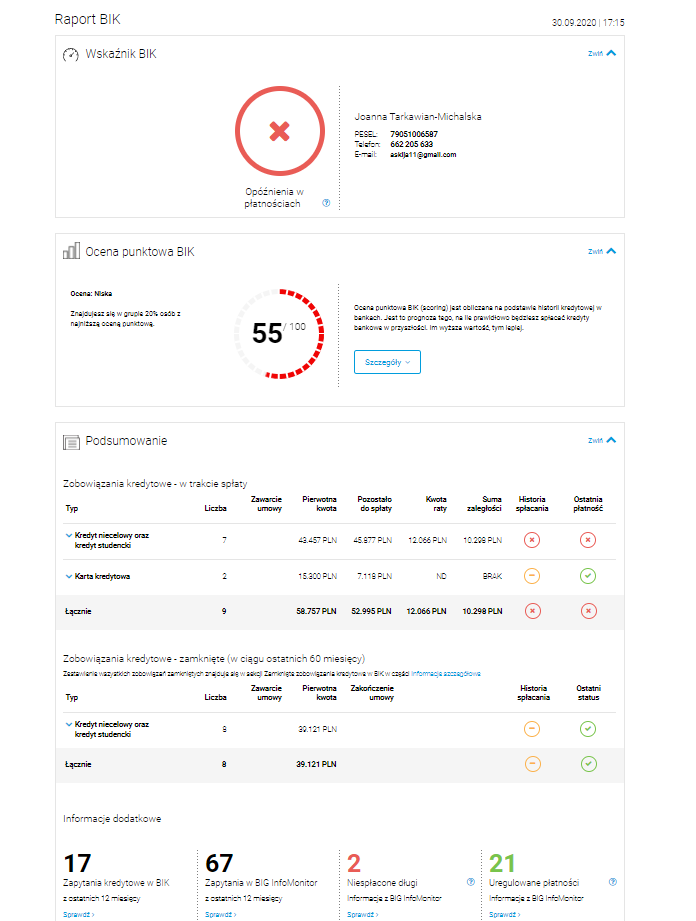 Raport BIK
30.09.2020 | 17:15
Wskaźnik BIK
Zwiń
Joanna Tarkawian-Michalska
PESEL: 79051006587
Telefon: 662 205 633
E-mail: asklja11@gmail.com
Opóźnienia w
płatnościach
Ocena punktowa BIK
Zwiń
Ocena: Niska
Znajdujesz się w grupie 20% osób z
najniższą oceną punktową.
55 / 100
Ocena punktowa BIK (scoring) jest obliczana na podstawie historii kredytowej w
bankach. Jest to prognoza tego, na ile prawidłowo będziesz spłacać kredyty
bankowe w przyszłości. Im wyższa wartość, tym lepiej.
Szczegóły
Podsumowanie
Zwiń
Zobowiązania kredytowe - w trakcie spłaty
Typ Liczba Zawarcie umowy Pierwotna kwota Pozostało do spłaty Kwota raty Suma zaległości Historia spłacania Ostatnia płatność
Kredyt niecelowy oraz
kredyt studencki 7 43.457 PLN 45.877 PLN 12.066 PLN 10.298 PLN
Karta kredytowa 2 15.300 PLN 7.118 PLN ND BRAK
Łącznie 9 58.757 PLN 52.995 PLN 12.066 PLN 10.298 PLN
Zobowiązania kredytowe - zamknięte (w ciągu ostatnich 60 miesięcy)
Zestawienie wszystkich zobowiązań zamkniętych znajduje się w sekcji Zamknięte zobowiązania kredytowe w BIK w części Informacje szczegółowe
Typ Liczba Zawarcie umowy Pierwotna kwota Zakończenie umowy Historia spłacania Ostatni status
Kredyt niecelowy oraz
kredyt studencki 8 39.121 PLN
Łącznie 8 39.121 PLN
Informacje dodatkowe
17 67 2 21
Zapytania kredytowe w BIK Zapytania w BIG InfoMonitor Niespłacone długi Uregulowane płatności
z ostatnich 12 miesięcy z ostatnich 12 miesięcy Informacje z BIG InfoMonitor Informacje z BIG InfoMonitor
Sprawdź › Sprawdź › Sprawdź › Sprawdź ›